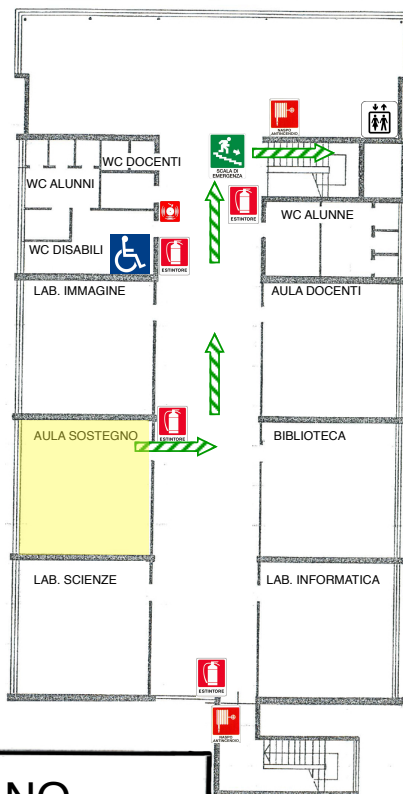 NASPO
ANTINCENDIO
WC DOCENTI
SCALA DI
EMERGENZA
WC ALUNNI
ESTINTORE
WC ALUNNE
WC DISABILI
ESTINTORE
LAB. IMMAGINE
AULA DOCENTI
AULA SOSTEGNO
ESTINTORE
BIBLIOTECA
LAB. SCIENZE
LAB. INFORMATICA
ESTINTORE
NASPO
ANTINCENDIO